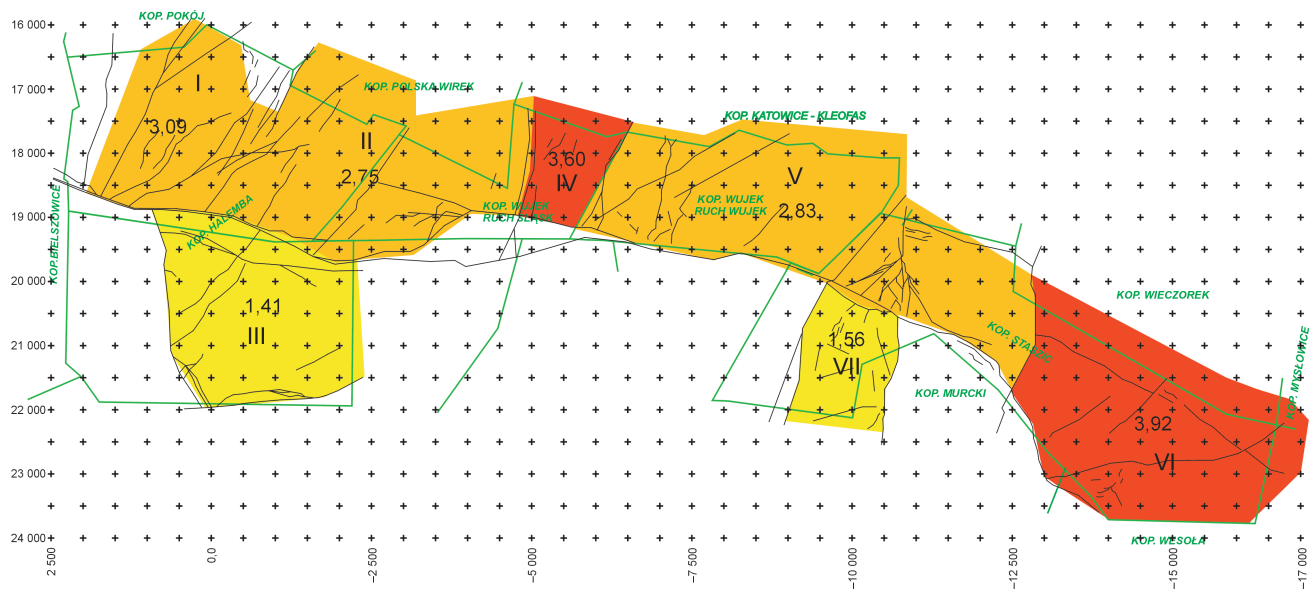 KOP. POKÓJ
16 000
I
KOP. POLSKA WIREK
17 000
KOP. KATOWICE - KLEOFAS
3,09
II
18 000
3,60
2,75
IV
V
KOP. WUJEK
RUCH WUJEK
2,83
KOP. WUJEK
RUCH ŚLĄSK
19 000
KOP. HALEMBA
KOP.BIELSZOWICE
20 000
KOP. WIECZOREK
1,41
III
KOP. STASZIC
21 000
1,56
VII
KOP. MURCKI
KOP. MYSŁOWICE
22 000
3,92
VI
23 000
24 000
KOP. WESOŁA
2 500
0,0
–2 500
–5 000
–7 500
–10 000
–12 500
–15 000
–17 000